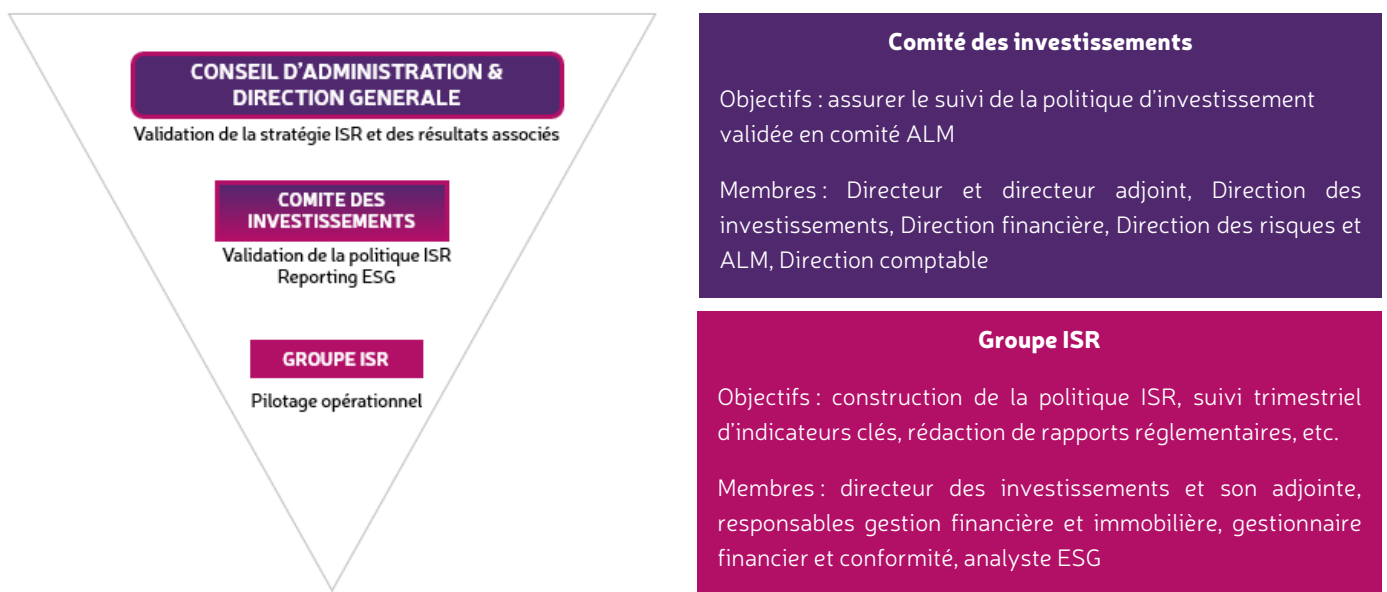 CONSEIL D'ADMINISTRATION &
DIRECTION GENERALE
Validation de la stratégie ISR et des résultats associés
COMITE DES
INVESTISSEMENTS
Validation de la politique ISR
Reporting ESG
GROUPE ISR
Pilotage opérationnel
Comité des investissements
Objectifs : assurer le suivi de la politique d'investissement
validée en comité ALM
Membres : Directeur et directeur adjoint, Direction des
investissements, Direction financière, Direction des risques et
ALM, Direction comptable
Groupe ISR
Objectifs : construction de la politique ISR, suivi trimestriel
d'indicateurs clés, rédaction de rapports réglementaires, etc.
Membres : directeur des investissements et son adjointe,
responsables gestion financière et immobilière, gestionnaire
financier et conformité, analyste ESG